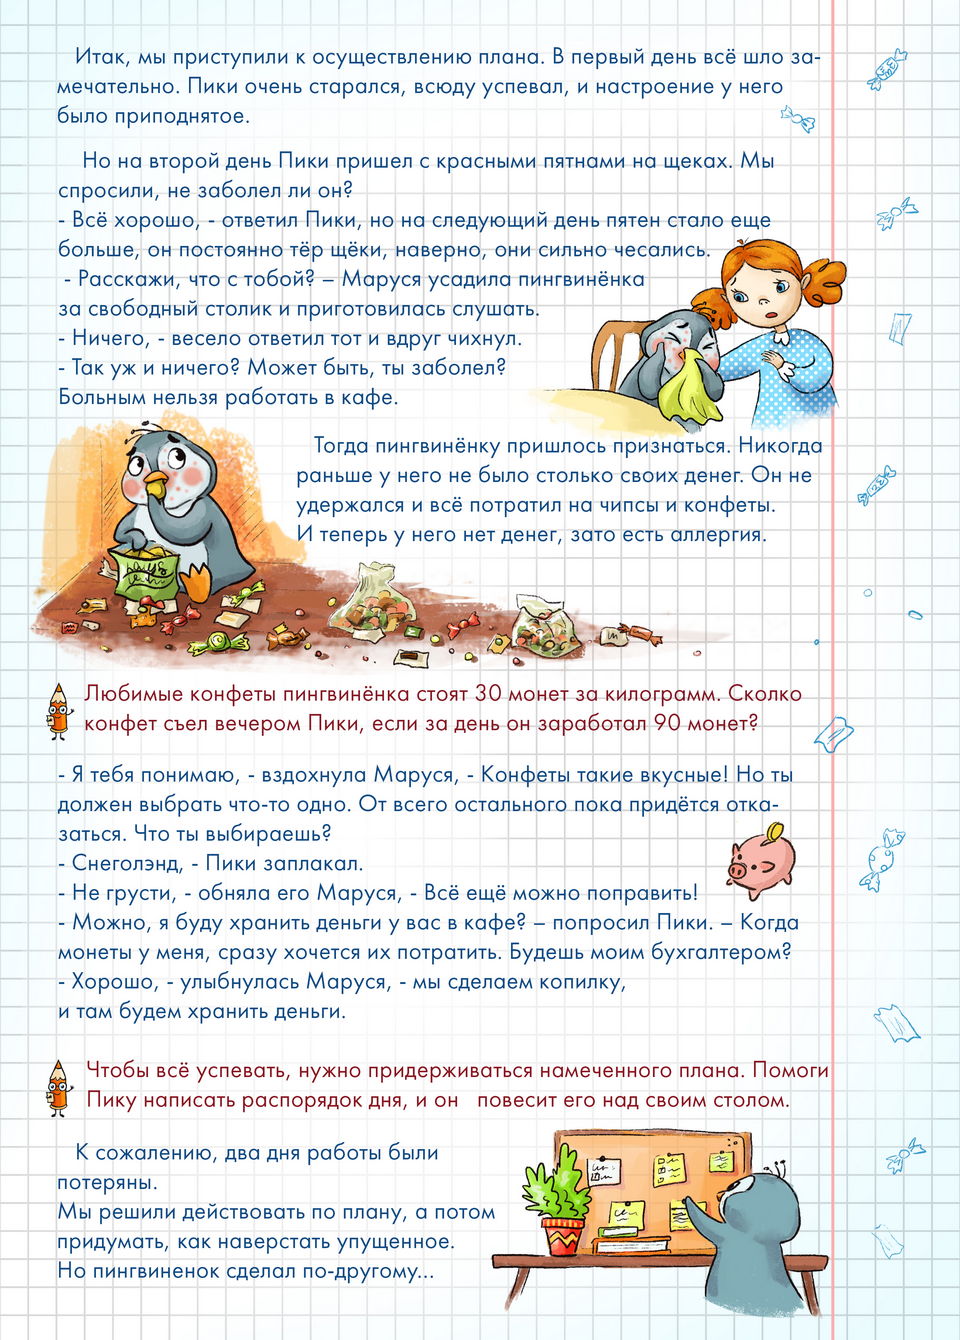 Итак, мы приступили к осуществлению плана. В первый день всё шло за-
мечательно. Пики очень старался, всюду успевал, и настроение у него
было приподнятое.
Но на второй день Пики пришел с красными пятнами на щеках. Мы
спросили, не заболел ли он?
- Всё хорошо, - ответил Пики, но на следующий день пятен стало еще
больше, он постоянно тёр щёки, наверно, они сильно чесались.
- Расскажи, что с тобой? – Маруся усадила пингвинёнка
за свободный столик и приготовилась слушать.
- Ничего, - весело ответил тот и вдруг чихнул.
- Так уж и ничего? Может быть, ты заболел?
Больным нельзя работать в кафе.
Тогда пингвинёнку пришлось признаться. Никогда
раньше у него не было столько своих денег. Он не
удержался и всё потратил на чипсы и конфеты.
И теперь у него нет денег, зато есть аллергия.
Любимые конфеты пингвинёнка стоят 30 монет за килограмм. Сколко
конфет съел вечером Пики, если за день он заработал 90 монет?
- Я тебя понимаю, - вздохнула Маруся, - Конфеты такие вкусные! Но ты
должен выбрать что-то одно. От всего остального пока придётся отка-
заться. Что ты выбираешь?
- Снеголэнд, - Пики заплакал.
- Не грусти, - обняла его Маруся, - Всё ещё можно поправить!
- Можно, я буду хранить деньги у вас в кафе? – попросил Пики. – Когда
монеты у меня, сразу хочется их потратить. Будешь моим бухгалтером?
- Хорошо, - улыбнулась Маруся, - мы сделаем копилку,
и там будем хранить деньги.
Чтобы всё успевать, нужно придерживаться намеченного плана. Помоги
Пику написать распорядок дня, и он повесит его над своим столом.
К сожалению, два дня работы были
потеряны.
Мы решили действовать по плану, а потом
придумать, как наверстать упущенное.
Но пингвиненок сделал по-другому...